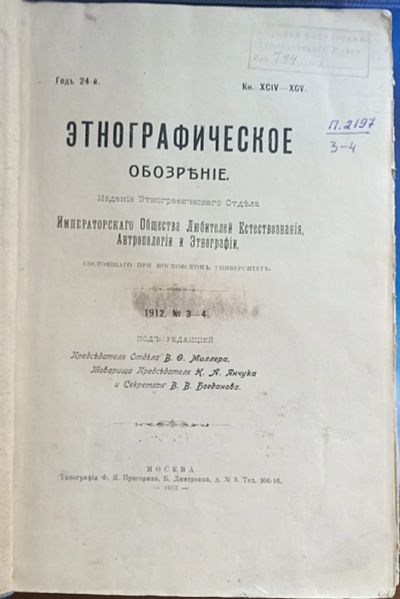 Годъ 24-й.
Кн. XCIV—XCV.
794
П. 2197
3-4
ЭТНОГРАФИЧЕСКОЕ
ОБОЗРѢНІЕ.
Изданіе Этнографическаго Отдѣла
Императорскаго Общества Любителей Естествознанія,
Антропологіи и Этнографіи,
СОСТОЯЩАГО ПРИ МОСКОВСКОМЪ УНИВЕРСИТЕТѢ.
1912, № 3—4.
ПОДЪ РЕДАКЦІЕЙ
Предсѣдателя Отдѣла В. Ѳ. Миллера,
Товарища Предсѣдателя Н. А. Янчука
и Секретаря В. В. Богданова.
МОСКВА
Типографія Ф. Я. Пригорина, Б. Дмитровка, д. № 3. Тел. 306-16.
— 1913 —